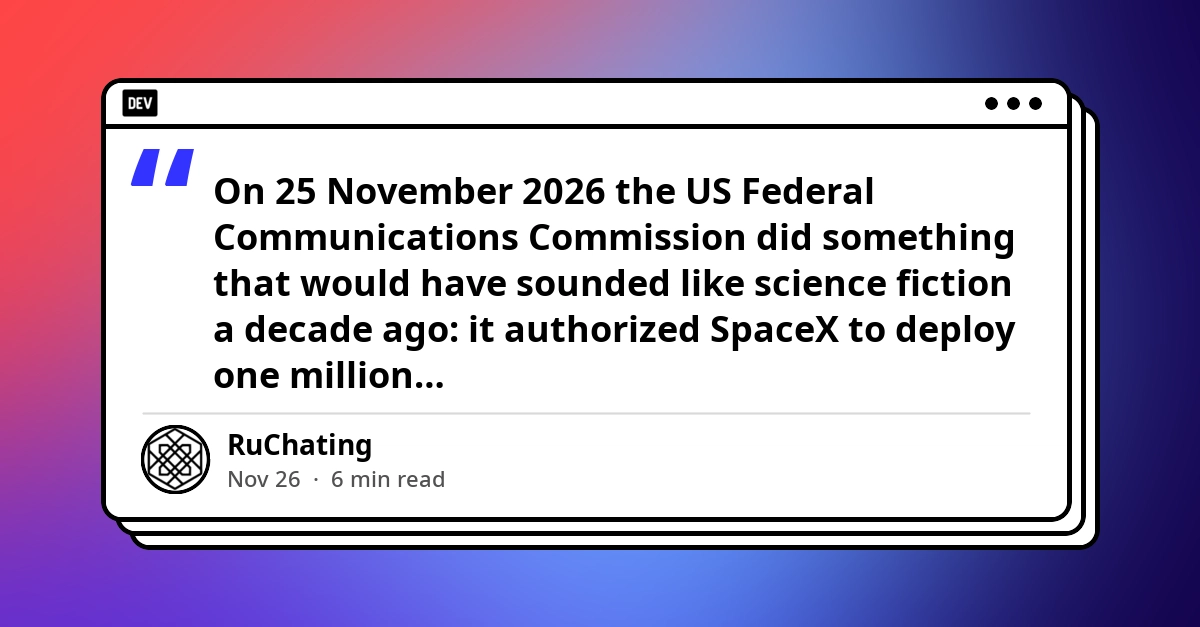 DEV
On 25 November 2026 the US Federal
Communications Commission did something
that would have sounded like science fiction
a decade ago: it authorized SpaceX to deploy
one million...
RuChating
Nov 26 · 6 min read